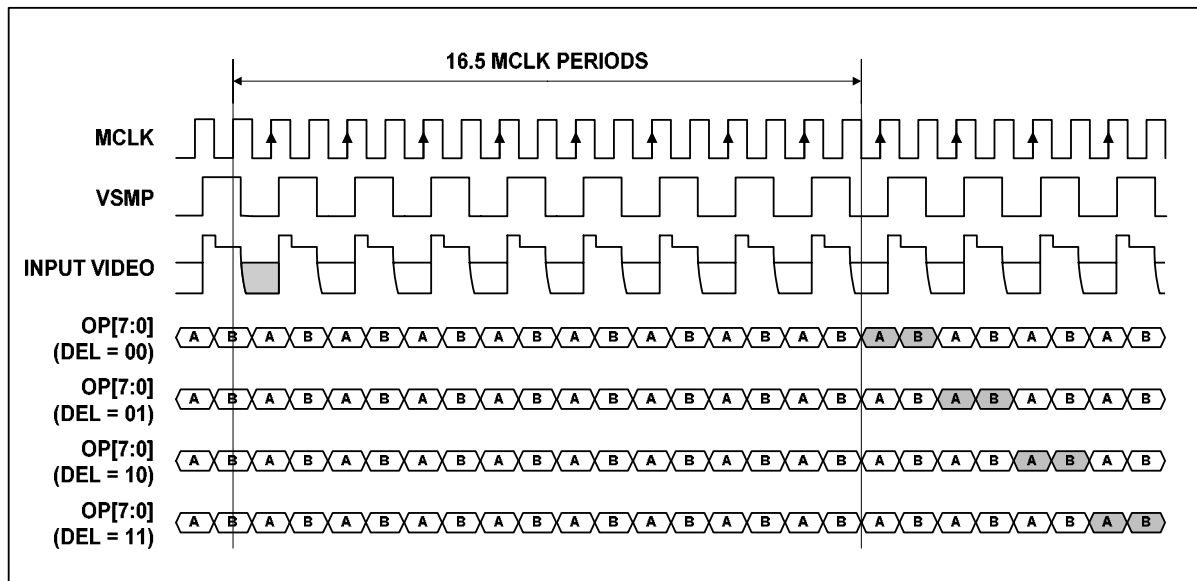 16.5 MCLK PERIODS
MCLK
VSMP
INPUT VIDEO
OP[7:0]
(DEL = 00)
A B A B A B A B A B A B A B A B A B A B A B A B A B
OP[7:0]
(DEL = 01)
A B A B A B A B A B A B A B A B A B A B A B A B A B
OP[7:0]
(DEL = 10)
A B A B A B A B A B A B A B A B A B A B A B A B A B
OP[7:0]
(DEL = 11)
A B A B A B A B A B A B A B A B A B A B A B A B A B